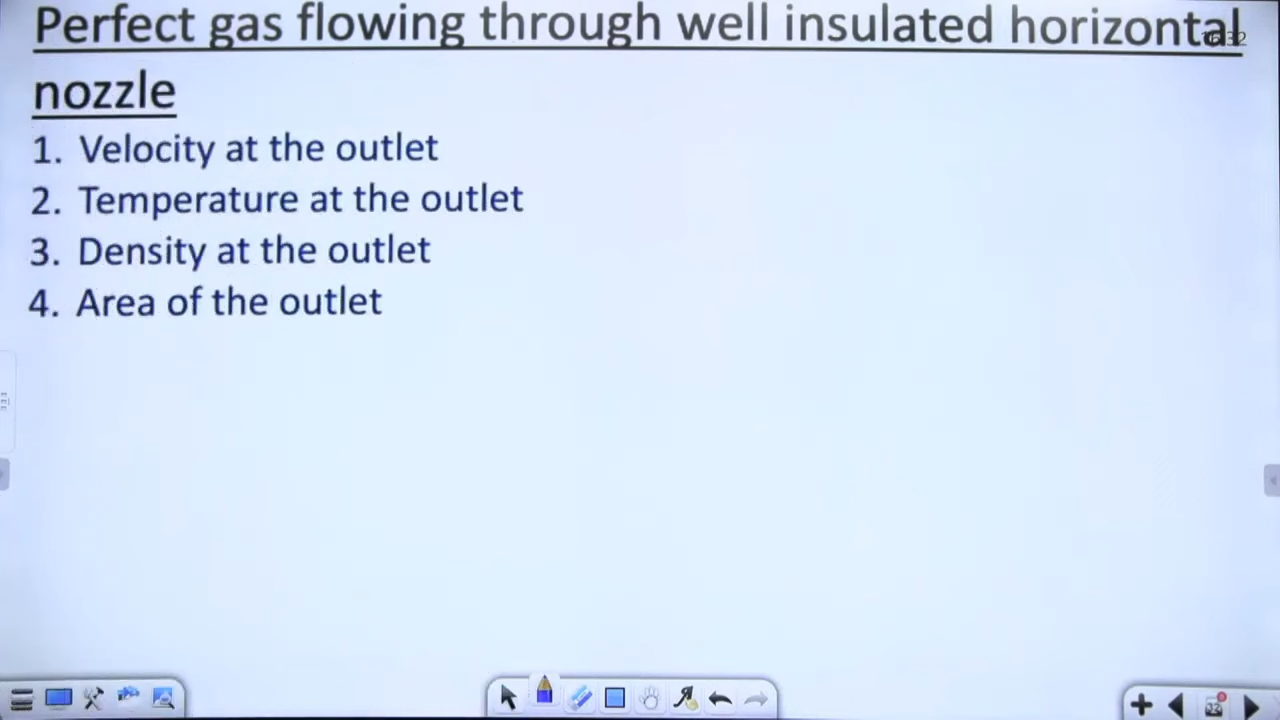 Perfect gas flowing through well insulated horizontal
nozzle
1. Velocity at the outlet
2. Temperature at the outlet
3. Density at the outlet
4. Area of the outlet
32